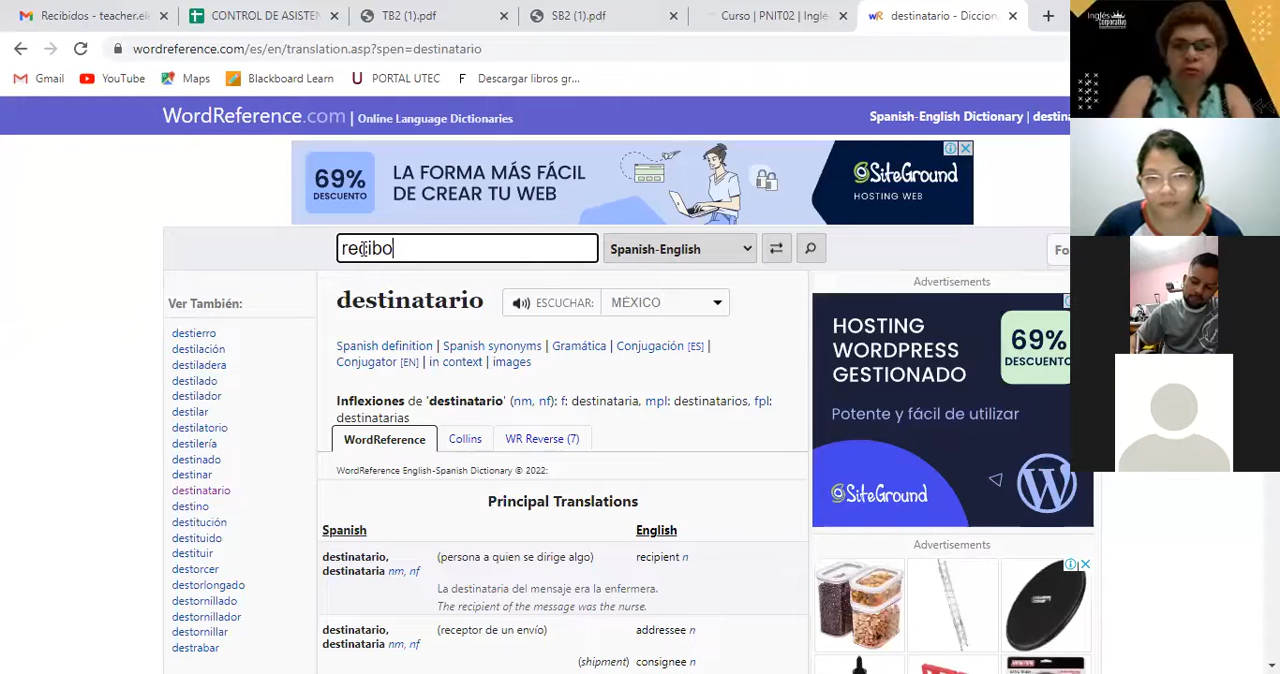 Recibidos - teacher.el
CONTROL DE ASISTEN
TB2 (1).pdf
SB2 (1).pdf
Curso | PNIT02 | Ingle
destinatario - Diccion
wordreference.com/es/en/translation.asp?spen=destinatario
Gmail
YouTube
Maps
Blackboard Learn
PORTAL UTEC
Descargar libros gr...
WordReference.com | Online Language Dictionaries
Spanish-English Dictionary | destina
69%
DESCUENTO
LA FORMA MÁS FÁCIL
DE CREAR TU WEB
SiteGround
HOSTING WEB
recibo
Spanish-English
Fo
Ver También:
destierro
destilación
destiladera
destilado
destilador
destilar
destilatorio
destilería
destinado
destinar
destinatario
destino
destitución
destituido
destituir
destorcer
destorlongado
destornillado
destornillador
destornillar
destrabar
destinatario
ESCUCHAR:
MÉXICO
Spanish definition | Spanish synonyms | Gramática | Conjugación [ES] |
Conjugator [EN] | in context | images
Inflexiones de 'destinatario' (nm, nf): f: destinataria, mpl: destinatarios, fpl:
destinatarias
WordReference
Collins
WR Reverse (7)
WordReference English-Spanish Dictionary © 2022:
Principal Translations
Spanish
English
destinatario,
destinataria nm, nf
(persona a quien se dirige algo)
recipient n
La destinataria del mensaje era la enfermera.
The recipient of the message was the nurse.
destinatario,
destinataria nm, nf
(receptor de un envío)
addressee n
(shipment)
consignee n
Advertisements
HOSTING
WORDPRESS
GESTIONADO
69%
DESCUENTO
Potente y fácil de utilizar
SiteGround
Advertisements
Inglés
Corporativo